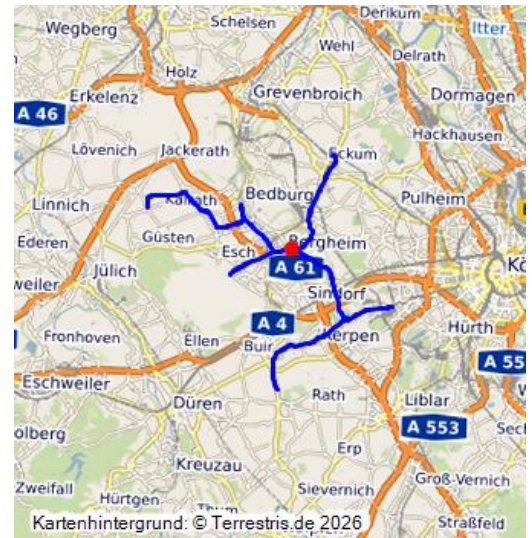 Wegberg
Schelsen
Derikum
Itter
Wehl
Holz
Delrath
Erkelenz
Grevenbroich
Dormagen
A 46
Hackhausen
Lövenich
Jackerath
Eckum
Linnich
Kalrath
Bedburg
Pulheim
Ederen
Güsten
Esch
Bergheim
Jülich
A 61
Kö
weiler
Sindorf
A 4
Hürth
Fronhoven
Ellen
Buir
Kerpen
A 55
Eschweiler
Rath
Liblar
Düren
A 553
olberg
Erp
Sec
Kreuzau
Zweifall
Sievernich
Groß-Vernich
Hürtgen
Straßfeld
Kartenhintergrund: © Terrestris.de 2026